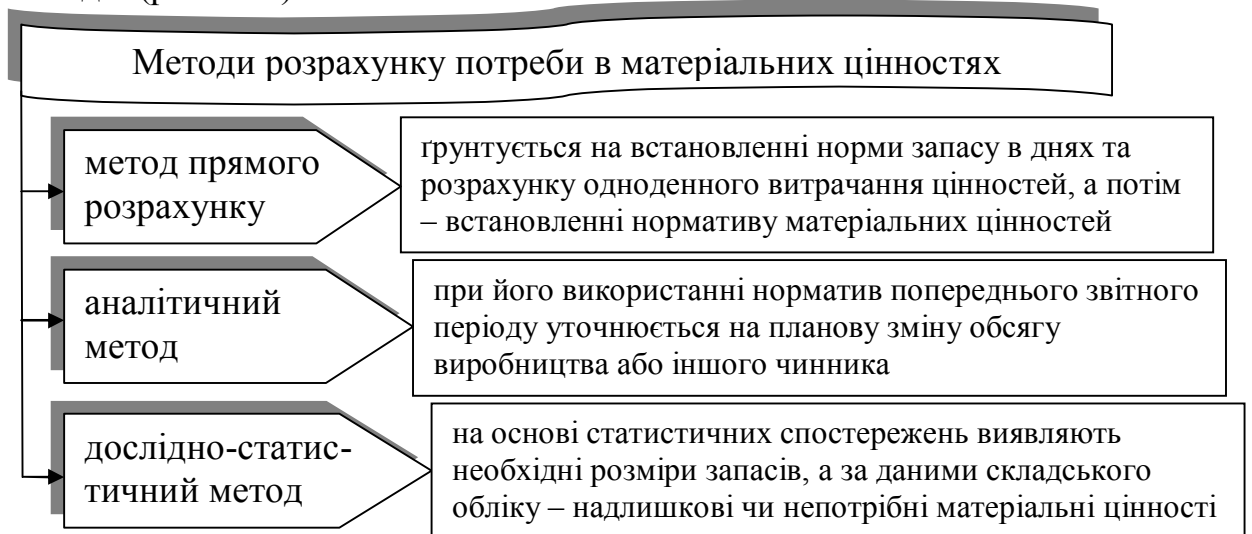 Методи розрахунку потреби в матеріальних цінностях
метод прямого
розрахунку
ґрунтується на встановленні норми запасу в днях та
розрахунку одноденного витрачання цінностей, а потім
– встановленні нормативу матеріальних цінностей
аналітичний
метод
при його використанні норматив попереднього звітного
періоду уточнюється на планову зміну обсягу
виробництва або іншого чинника
дослідно-статис-
тичний метод
на основі статистичних спостережень виявляють
необхідні розміри запасів, а за даними складського
обліку – надлишкові чи непотрібні матеріальні цінності